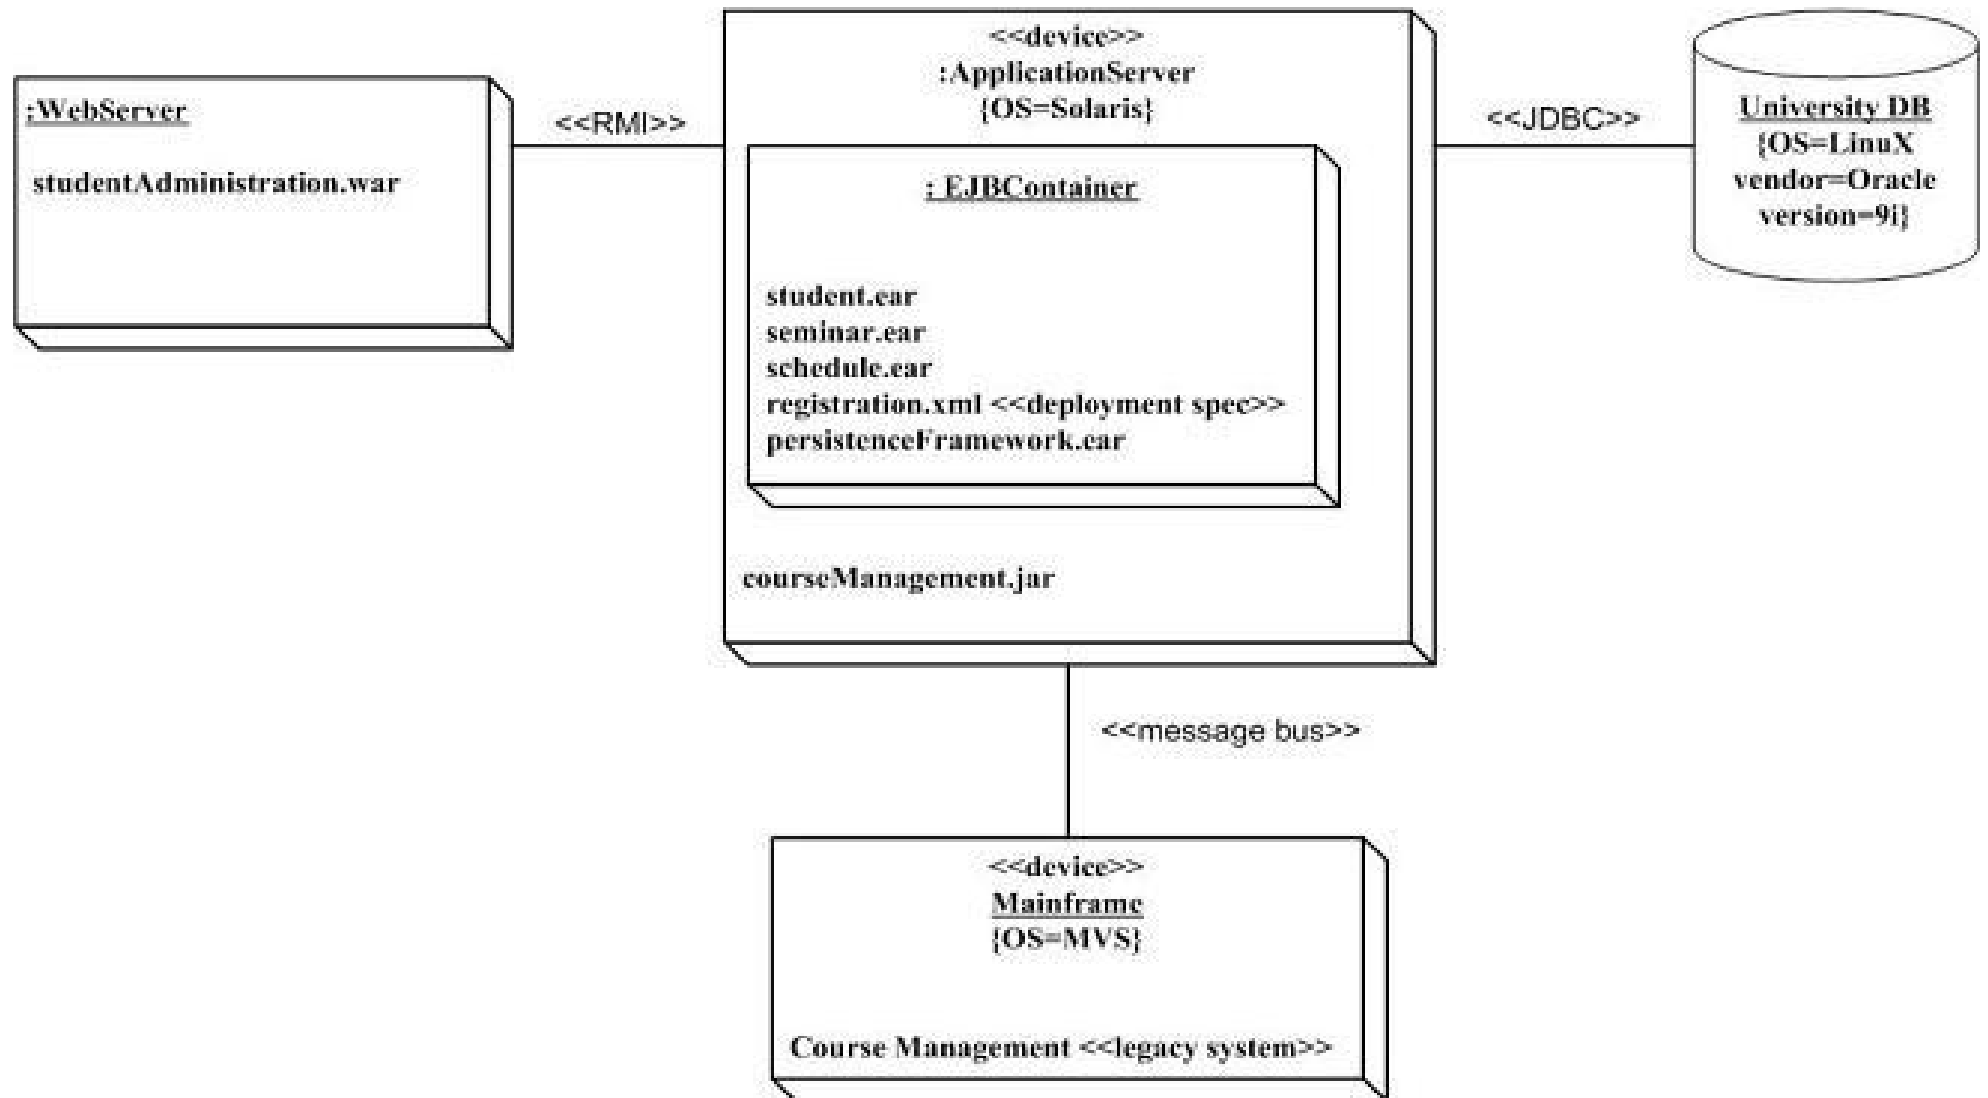 :WebServer
studentAdministration.war
<<RMI>>
<<device>>
:ApplicationServer
{OS=Solaris}
: EJBContainer
student.ear
seminar.ear
schedule.ear
registration.xml <<deployment spec>>
persistenceFramework.ear
courseManagement.jar
<<JDBC>>
University DB
{OS=LinuX
vendor=Oracle
version=9i}
<<message bus>>
<<device>>
Mainframe
{OS=MVS}
Course Management <<legacy system>>